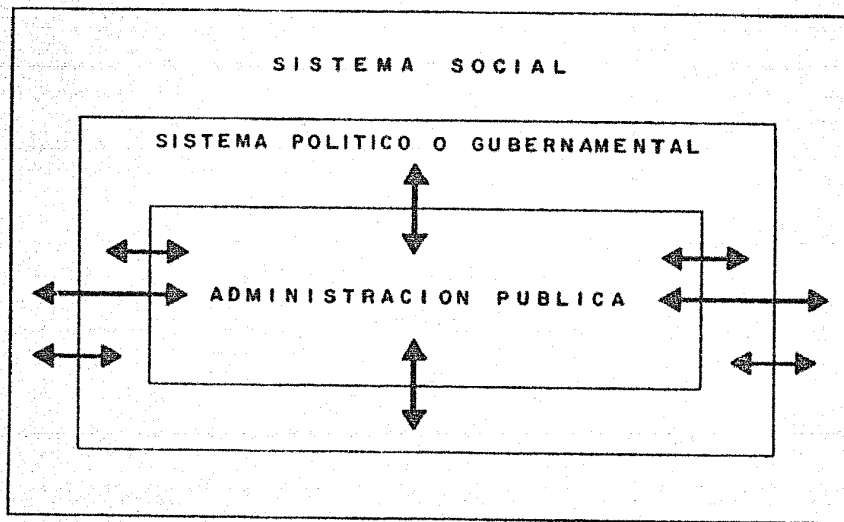 SISTEMA SOCIAL
SISTEMA POLITICO O GUBERNAMENTAL
ADMINISTRACION PUBLICA